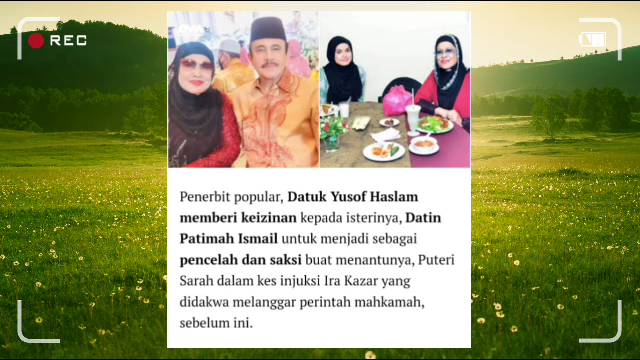 REC
Penerbit popular, Datuk Yusof Haslam
memberi keizinan kepada isterinya, Datin
Patimah Ismail untuk menjadi sebagai
pencelah dan saksi buat menantunya, Puteri
Sarah dalam kes injuksi Ira Kazar yang
didakwa melanggar perintah mahkamah,
sebelum ini.